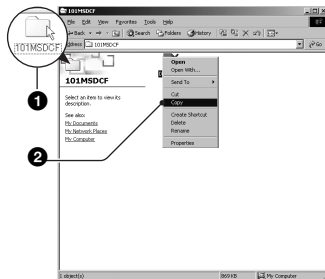 101MSDCF
File Edit View Favorites Tools Help
Back Search Folders History
Address 101MSDCF Go
101MSDCF
1
101MSDCF
Select an item to view its
description.
See also:
My Documents
My Network Places
My Computer
2
Open
Open With...
Send To
Cut
Copy
Create Shortcut
Delete
Rename
Properties
1 object(s) 869 KB My Computer